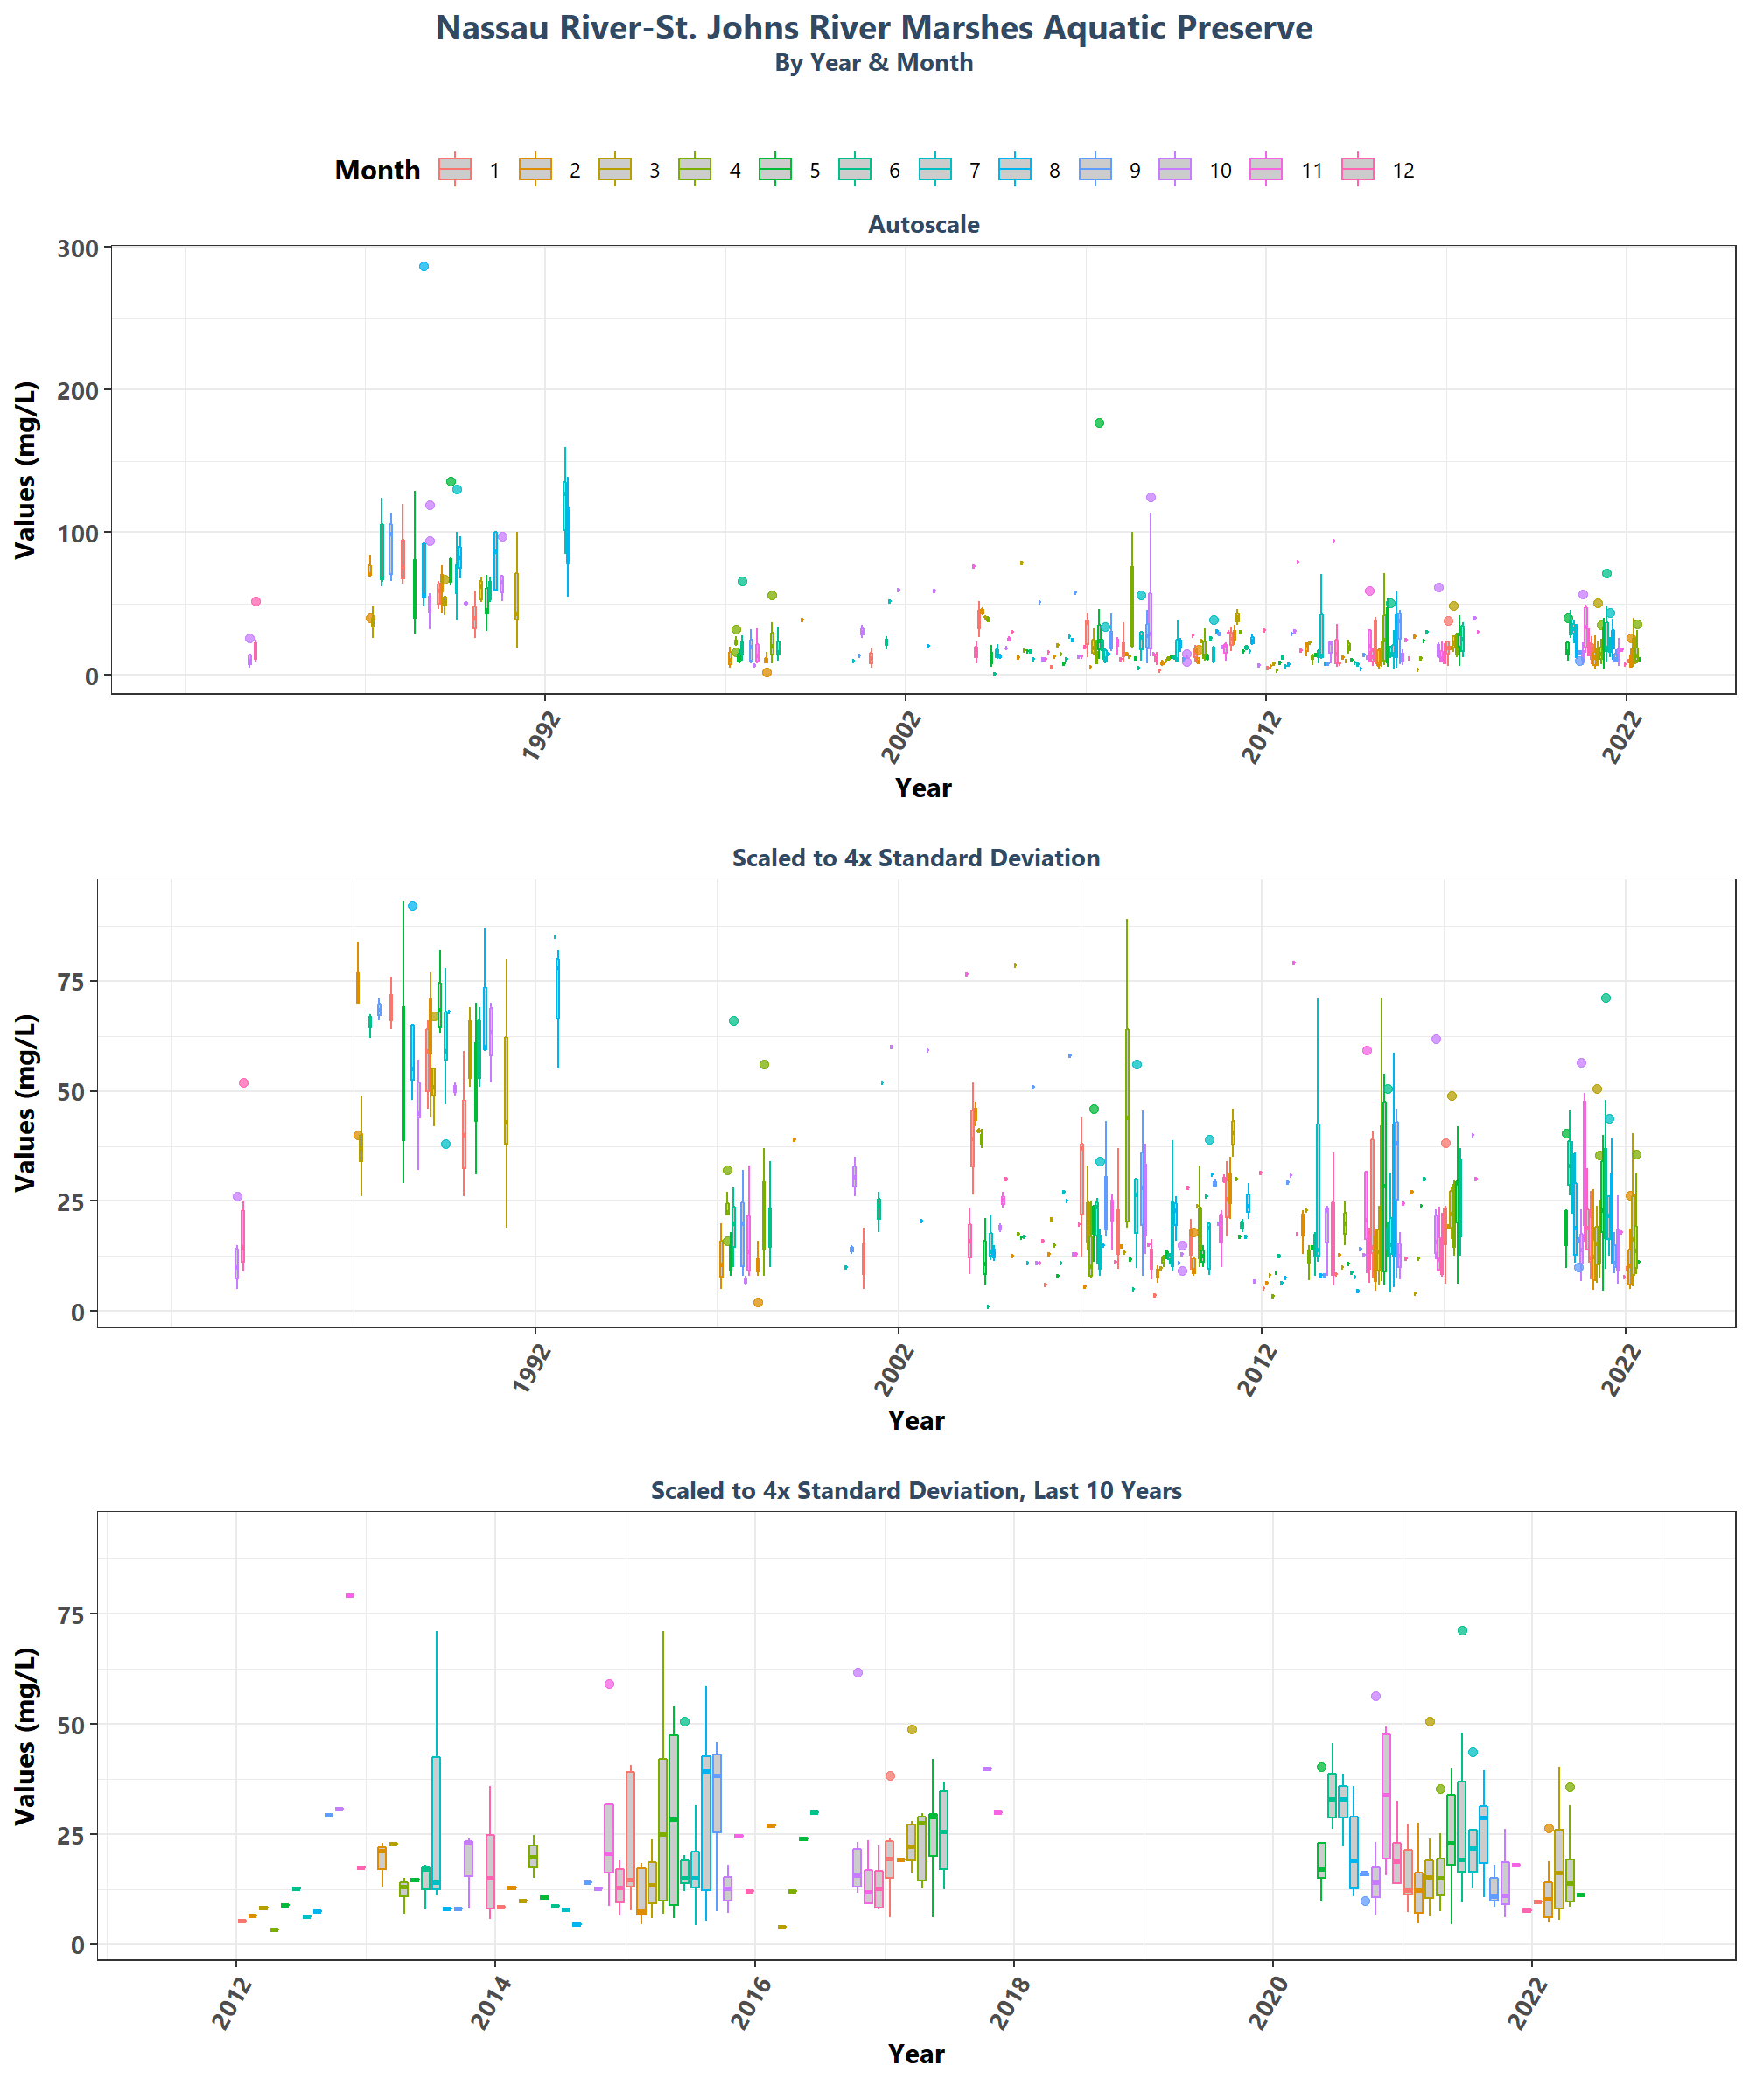 Nassau River-St. Johns River Marshes Aquatic Preserve
By Year & Month
Month 1 2 3 4 5 6 7 8 9 10 11 12
Autoscale
Values (mg/L)
300
200
100
0
1992 2002 2012 2022
Year
Scaled to 4x Standard Deviation
Values (mg/L)
75
50
25
0
1992 2002 2012 2022
Year
Scaled to 4x Standard Deviation, Last 10 Years
Values (mg/L)
75
50
25
0
2012 2014 2016 2018 2020 2022
Year